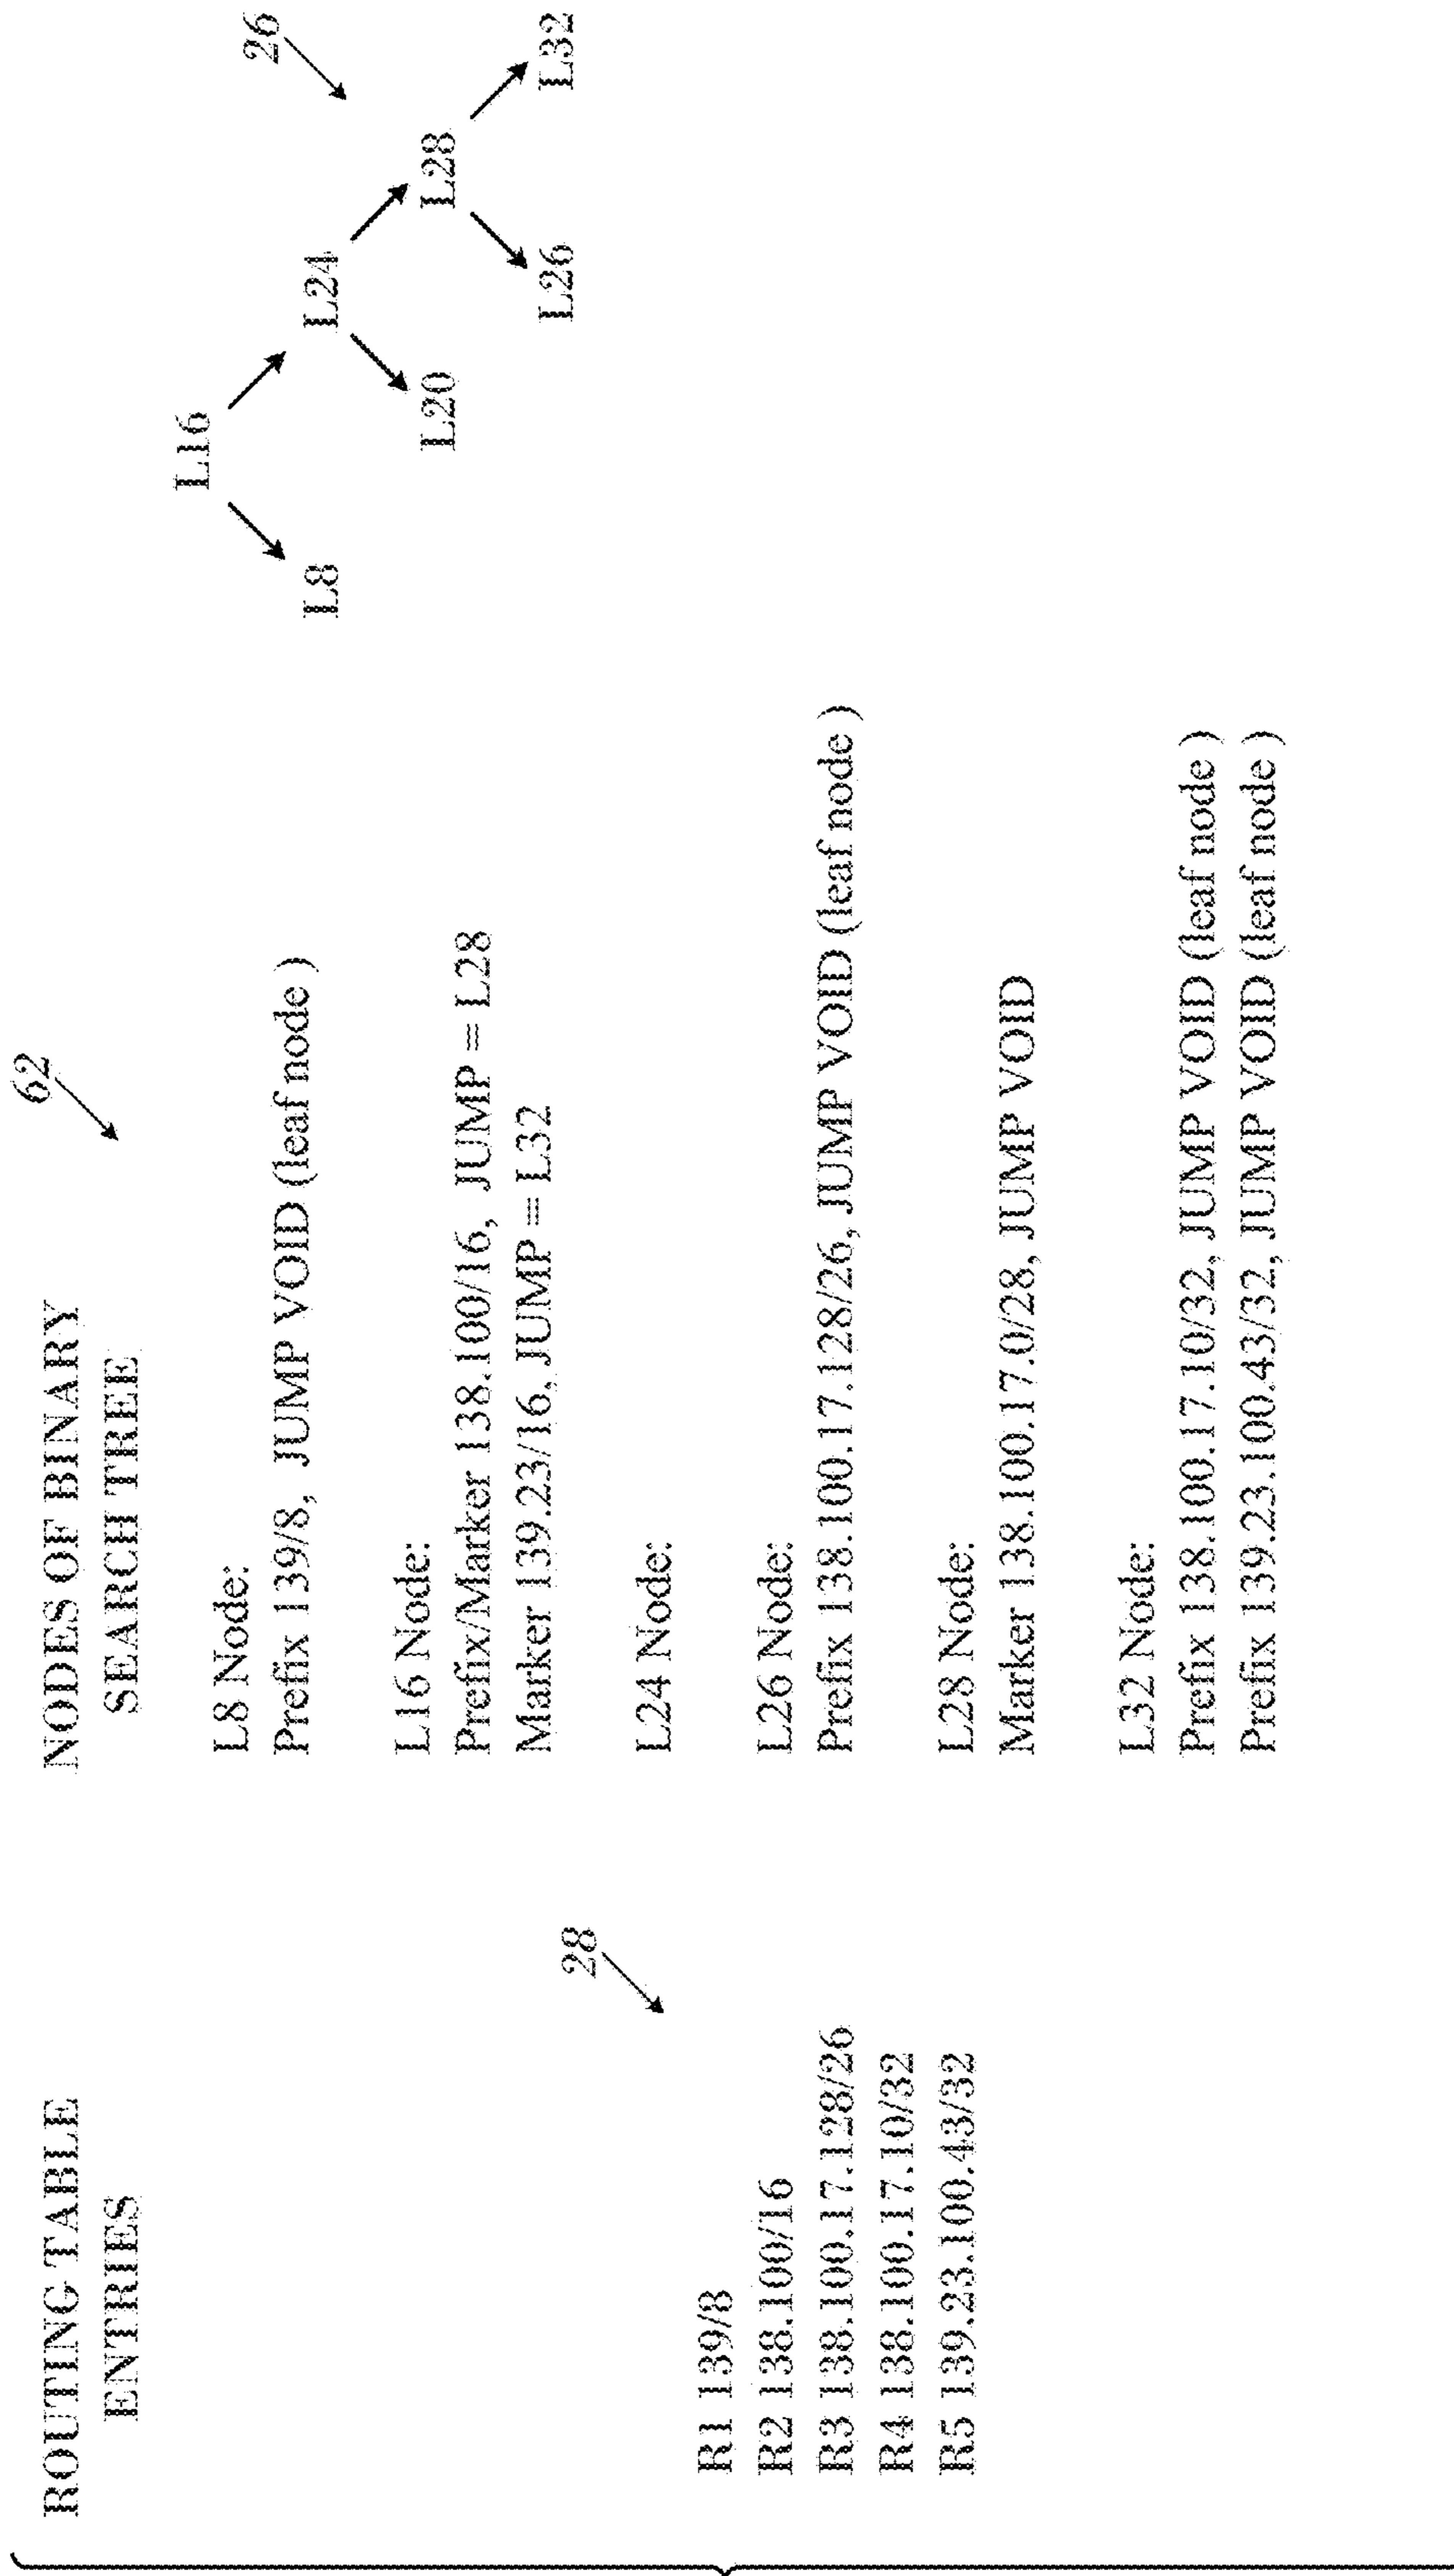 ROUTING TABLE
ENTRIES
28
R1 139/8
R2 138.100/16
R3 138.100.17.128/26
R4 138.100.17.10/32
R5 139.23.100.43/32
NODES OF BINARY
SEARCH TREE
62
L8 Node:
Prefix 139/8, JUMP VOID (leaf node )
L16 Node:
Prefix/Marker 138.100/16, JUMP = L28
Marker 139.23/16, JUMP = L32
L24 Node:
L26 Node:
Prefix 138.100.17.128/26, JUMP VOID (leaf node )
L28 Node:
Marker 138.100.17.0/28, JUMP VOID
L32 Node:
Prefix 138.100.17.10/32, JUMP VOID (leaf node )
Prefix 139.23.100.43/32, JUMP VOID (leaf node )
26
L16
L8 L24
L20 L28
L26 L32